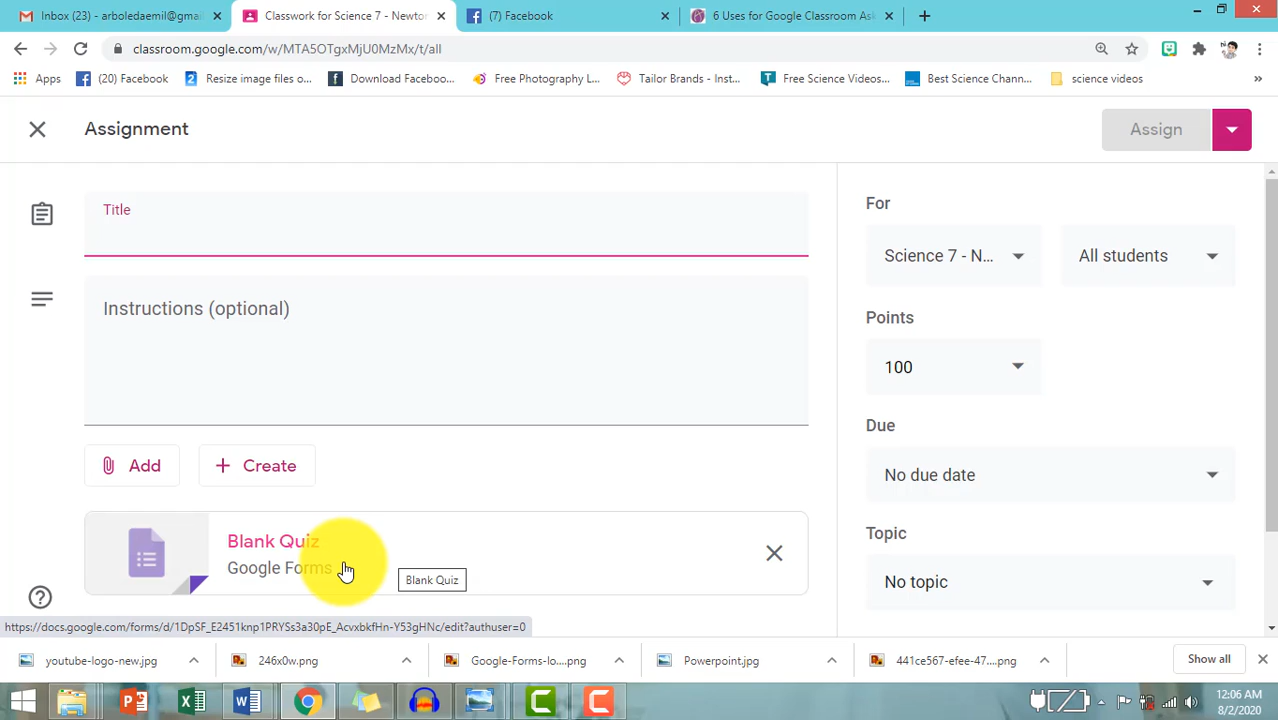 Inbox (23) - arboledaemil@gmail
Classwork for Science 7 - Newto
(7) Facebook
6 Uses for Google Classroom Ask
classroom.google.com/w/MTA5OTgxMjU0MzMx/t/all
Apps
(20) Facebook
Resize image files o...
Download Faceboo...
Free Photography L...
Tailor Brands - Inst...
Free Science Videos...
Best Science Chann...
science videos
»
Assignment
Assign
Title
Instructions (optional)
Add
Create
Blank Quiz
Google Forms
Blank Quiz
For
Science 7 - N...
All students
Points
100
Due
No due date
Topic
No topic
https://docs.google.com/forms/d/1DpSF_E2451knp1PRYSs3a30pE_AcvxbkfHn-Y53gHNc/edit?authuser=0
youtube-logo-new.jpg
246x0w.png
Google-Forms-lo....png
Powerpoint.jpg
441ce567-efee-47....png
Show all
12:06 AM
8/2/2020